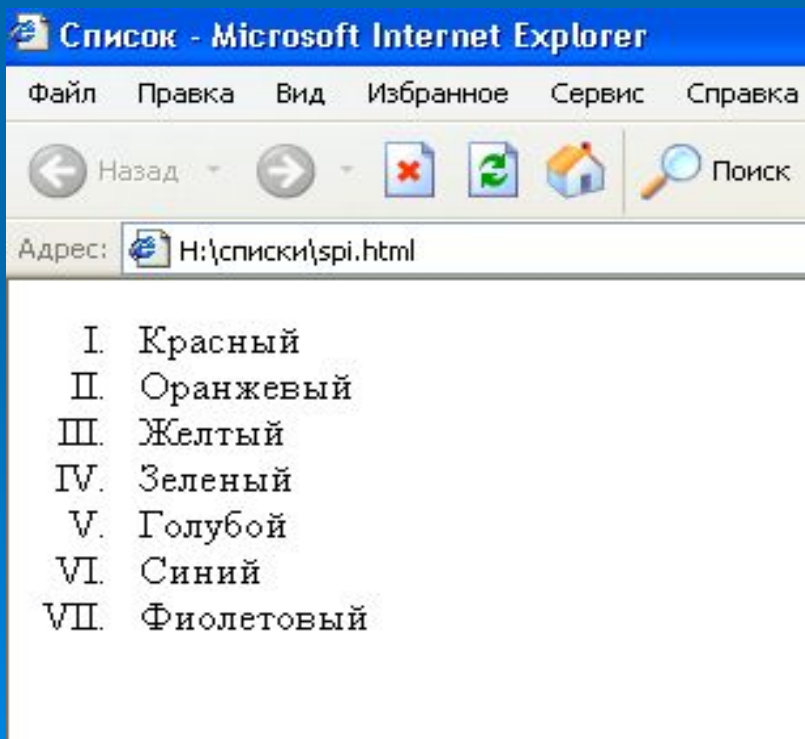 Список - Microsoft Internet Explorer
Файл Правка Вид Избранное Сервис Справка
Назад Поиск
Адрес: H:\списки\spi.html
I. Красный
II. Оранжевый
III. Желтый
IV. Зеленый
V. Голубой
VI. Синий
VII. Фиолетовый